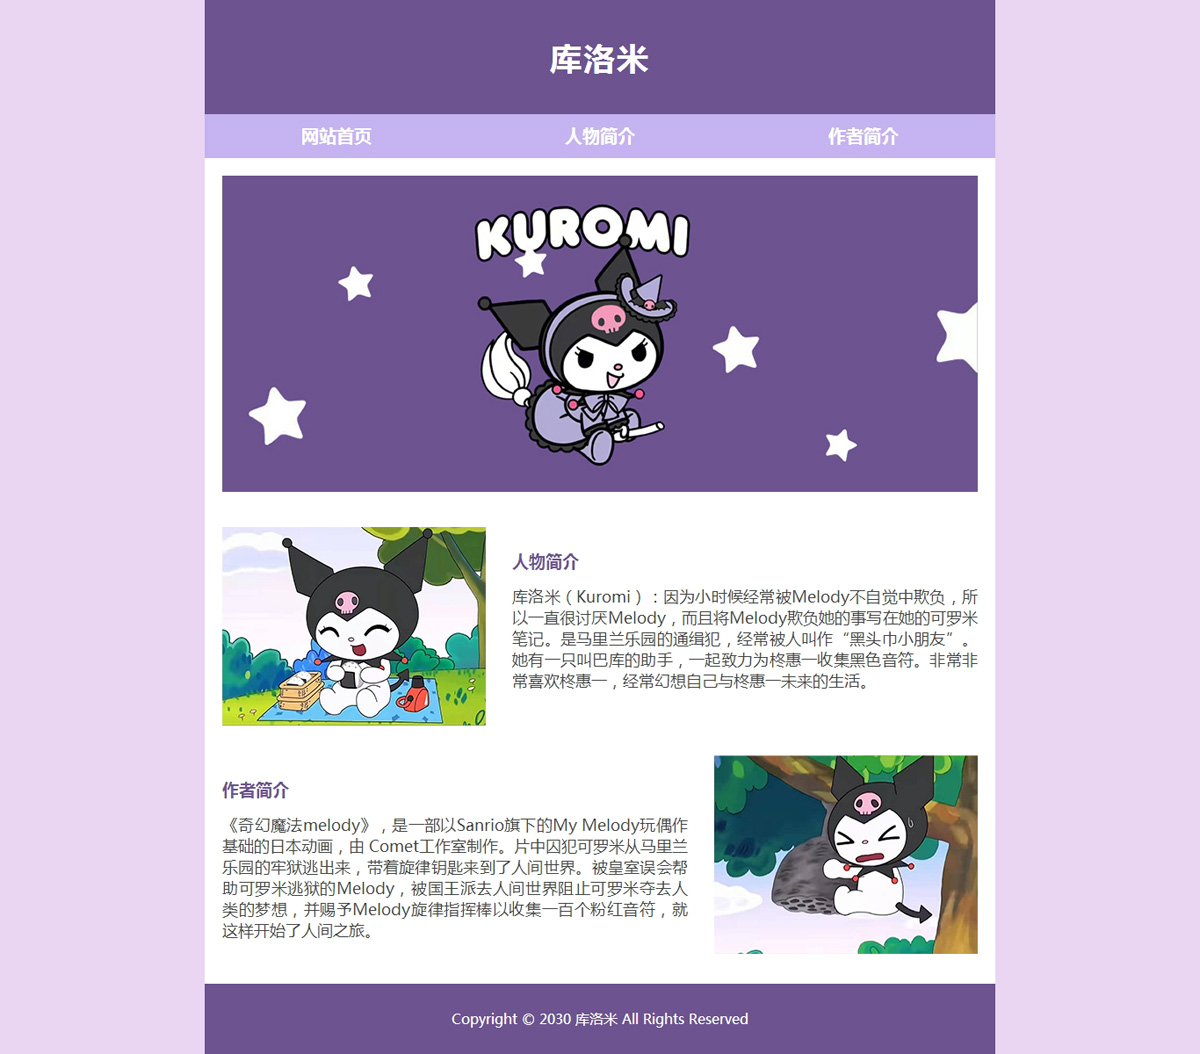 库洛米
网站首页 人物简介 作者简介
KUROMI
人物简介
库洛米（Kuromi）：因为小时候经常被Melody不自觉中欺负，所
以一直很讨厌Melody，而且将Melody欺负她的事写在她的可罗米
笔记。是马里兰乐园的通缉犯，经常被人叫作“黑头巾小朋友”。
她有一只叫巴库的助手，一起致力为柊惠一收集黑色音符。非常非
常喜欢柊惠一，经常幻想自己与柊惠一未来的生活。
作者简介
《奇幻魔法melody》，是一部以Sanrio旗下的My Melody玩偶作
基础的日本动画，由 Comet工作室制作。片中囚犯可罗米从马里兰
乐园的牢狱逃出来，带着旋律钥匙来到了人间世界。被皇室误会帮
助可罗米逃狱的Melody，被国王派去人间世界阻止可罗米夺去人
类的梦想，并赐予Melody旋律指挥棒以收集一百个粉红音符，就
这样开始了人间之旅。
Copyright © 2030 库洛米 All Rights Reserved